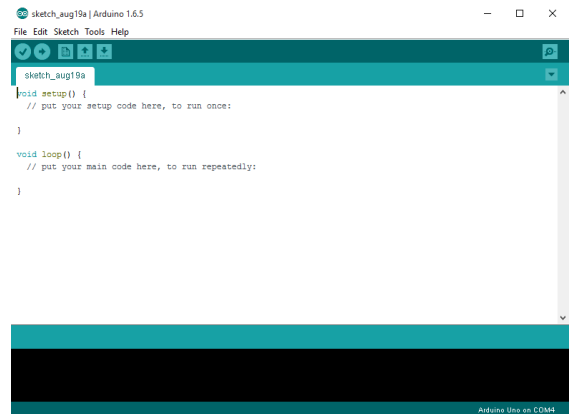 sketch_aug19a | Arduino 1.6.5
File Edit Sketch Tools Help
sketch_aug19a
void setup() {
  // put your setup code here, to run once:
}
void loop() {
  // put your main code here, to run repeatedly:
}
Arduino Uno on COM4